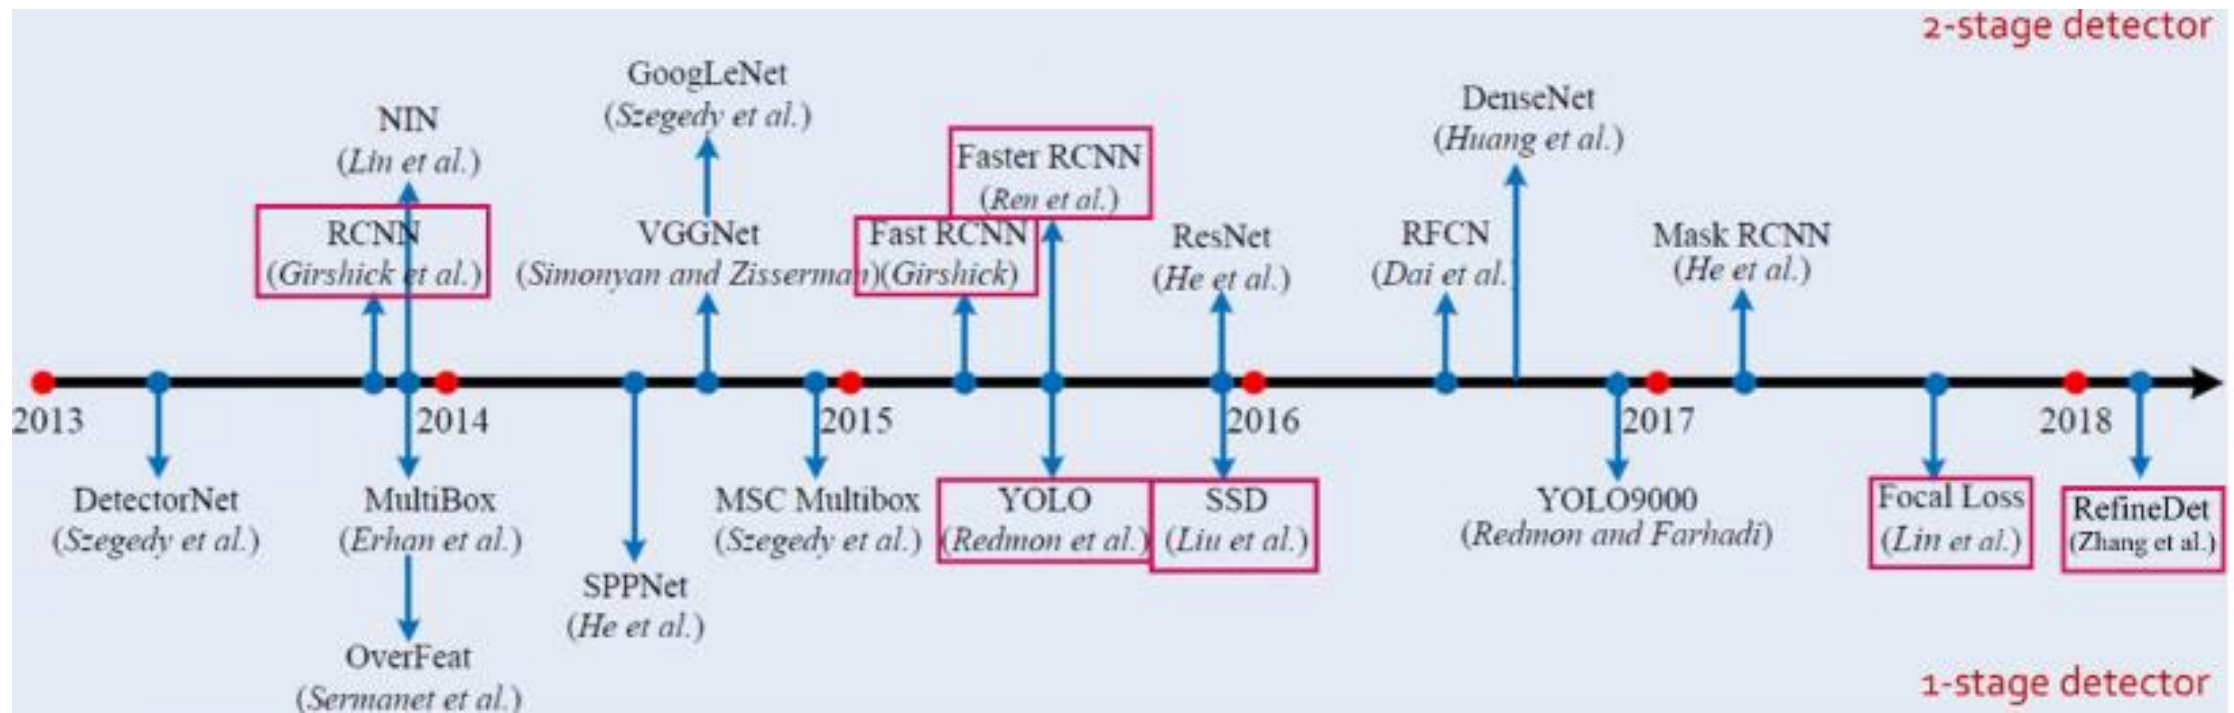 2-stage detector
GoogLeNet
(Szegedy et al.)
NIN
(Lin et al.)
DenseNet
(Huang et al.)
Faster RCNN
(Ren et al.)
RCNN
(Girshick et al.)
VGGNet
(Simonyan and Zisserman)
Fast RCNN
(Girshick)
ResNet
(He et al.)
RFCN
(Dai et al.
Mask RCNN
(He et al.)
2013
2014
2015
2016
2017
2018
DetectorNet
(Szegedy et al.)
MultiBox
(Erhan et al.)
MSC Multibox
(Szegedy et al.)
YOLO
(Redmon et al.)
SSD
(Liu et al.)
YOLO9000
(Redmon and Farhadi)
Focal Loss
(Lin et al.)
RefineDet
(Zhang et al.)
SPPNet
(He et al.)
OverFeat
(Sermanet et al.)
1-stage detector